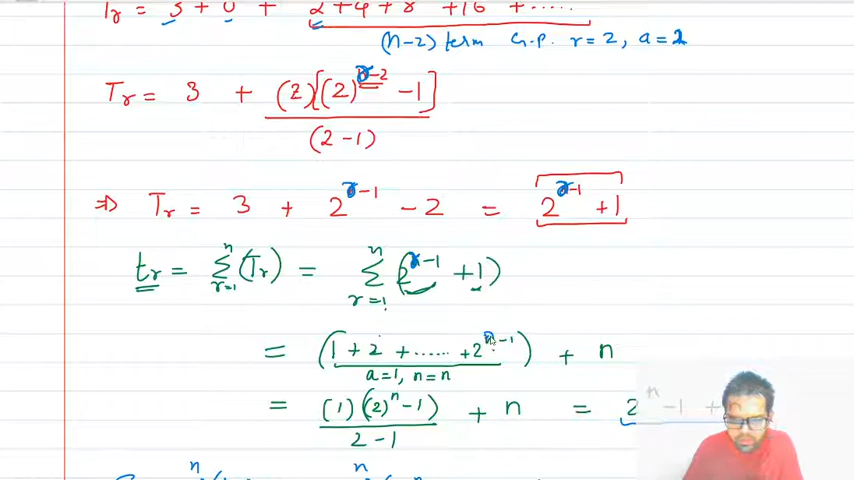 Tr = 3 + 0 + 2 + 4 + 8 + 16 + ......
(n-2) term G.P. r = 2, a = 2
Tr = 3 + (2)[(2)^(r-2) - 1] / (2-1)
⇒ Tr = 3 + 2^(r-1) - 2 = 2^(r-1) + 1
tr = Σ_(r=1)^n (Tr) = Σ_(r=1)^n (2^(r-1) + 1)
= (1 + 2 + ...... + 2^(n-1)) + n
a = 1, n = n
= (1)((2)^n - 1) / 2-1 + n = 2^n - 1 +
n n